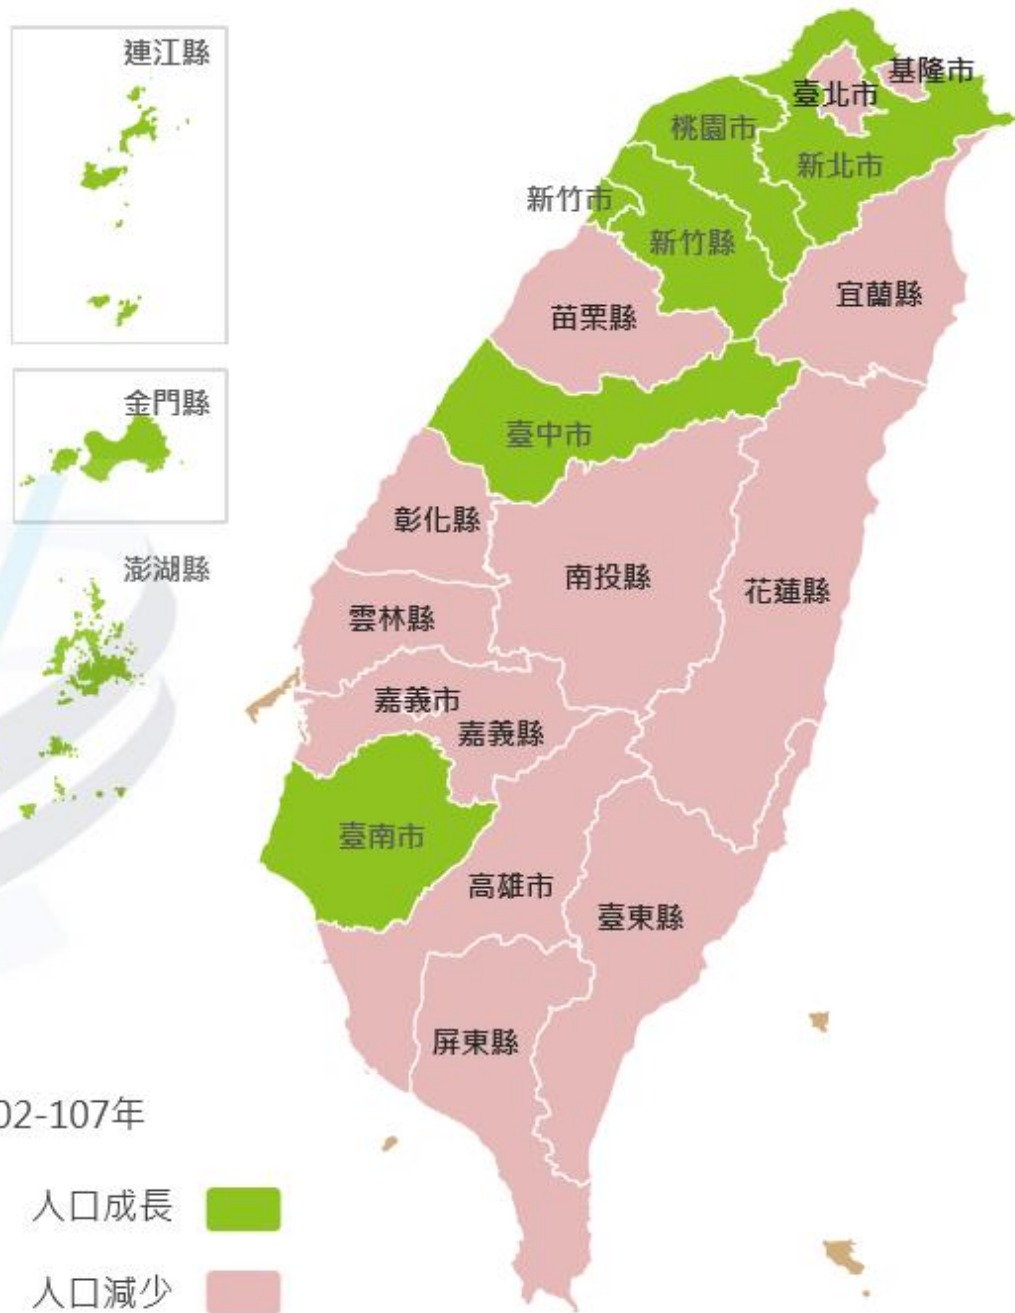 連江縣
基隆市
臺北市
桃園市
新北市
新竹市
新竹縣
宜蘭縣
苗栗縣
金門縣
臺中市
彰化縣
澎湖縣
南投縣
花蓮縣
雲林縣
嘉義市
嘉義縣
臺南市
高雄市
臺東縣
屏東縣
02-107年
人口成長
人口減少